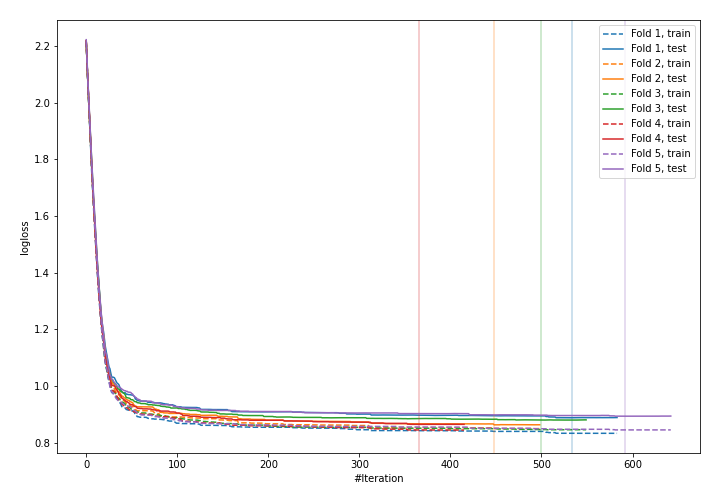 2.2
2.0
1.8
1.6
1.4
1.2
1.0
0.8
logloss
0
100
200
300
400
500
600
#Iteration
Fold 1, train
Fold 1, test
Fold 2, train
Fold 2, test
Fold 3, train
Fold 3, test
Fold 4, train
Fold 4, test
Fold 5, train
Fold 5, test